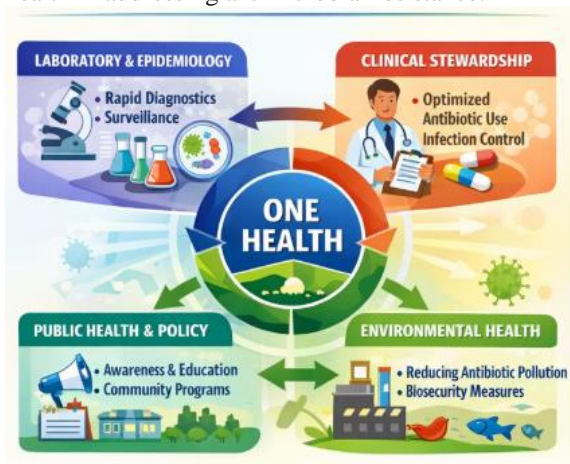 LABORATORY & EPIDEMIOLOGY
• Rapid Diagnostics
• Surveillance
CLINICAL STEWARDSHIP
• Optimized
Antibiotic Use
Infection Control
ONE
HEALTH
PUBLIC HEALTH & POLICY
• Awareness & Education
• Community Programs
ENVIRONMENTAL HEALTH
• Reducing Antibiotic Pollution
• Biosecurity Measures